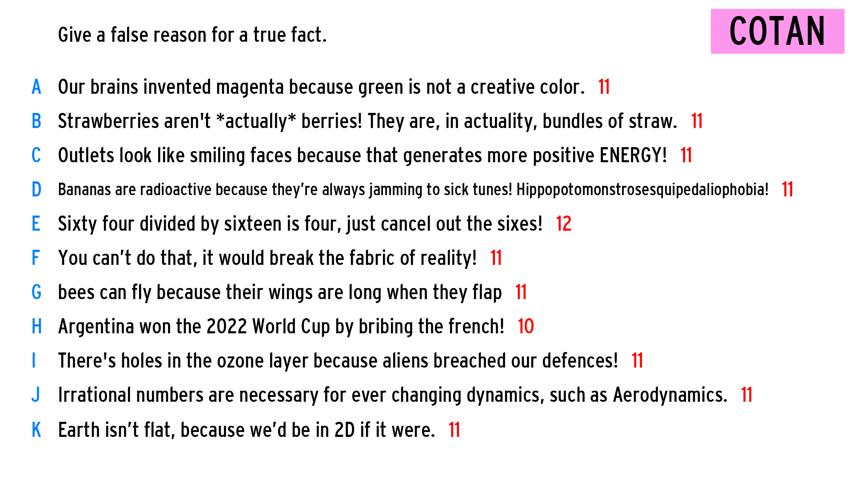 Give a false reason for a true fact.
COTAN
A Our brains invented magenta because green is not a creative color. 11
B Strawberries aren't *actually* berries! They are, in actuality, bundles of straw. 11
C Outlets look like smiling faces because that generates more positive ENERGY! 11
D Bananas are radioactive because they're always jamming to sick tunes! Hippopotomonstrosesquipedaliophobia! 11
E Sixty four divided by sixteen is four, just cancel out the sixes! 12
F You can't do that, it would break the fabric of reality! 11
G bees can fly because their wings are long when they flap 11
H Argentina won the 2022 World Cup by bribing the french! 10
I There's holes in the ozone layer because aliens breached our defences! 11
J Irrational numbers are necessary for ever changing dynamics, such as Aerodynamics. 11
K Earth isn't flat, because we'd be in 2D if it were. 11